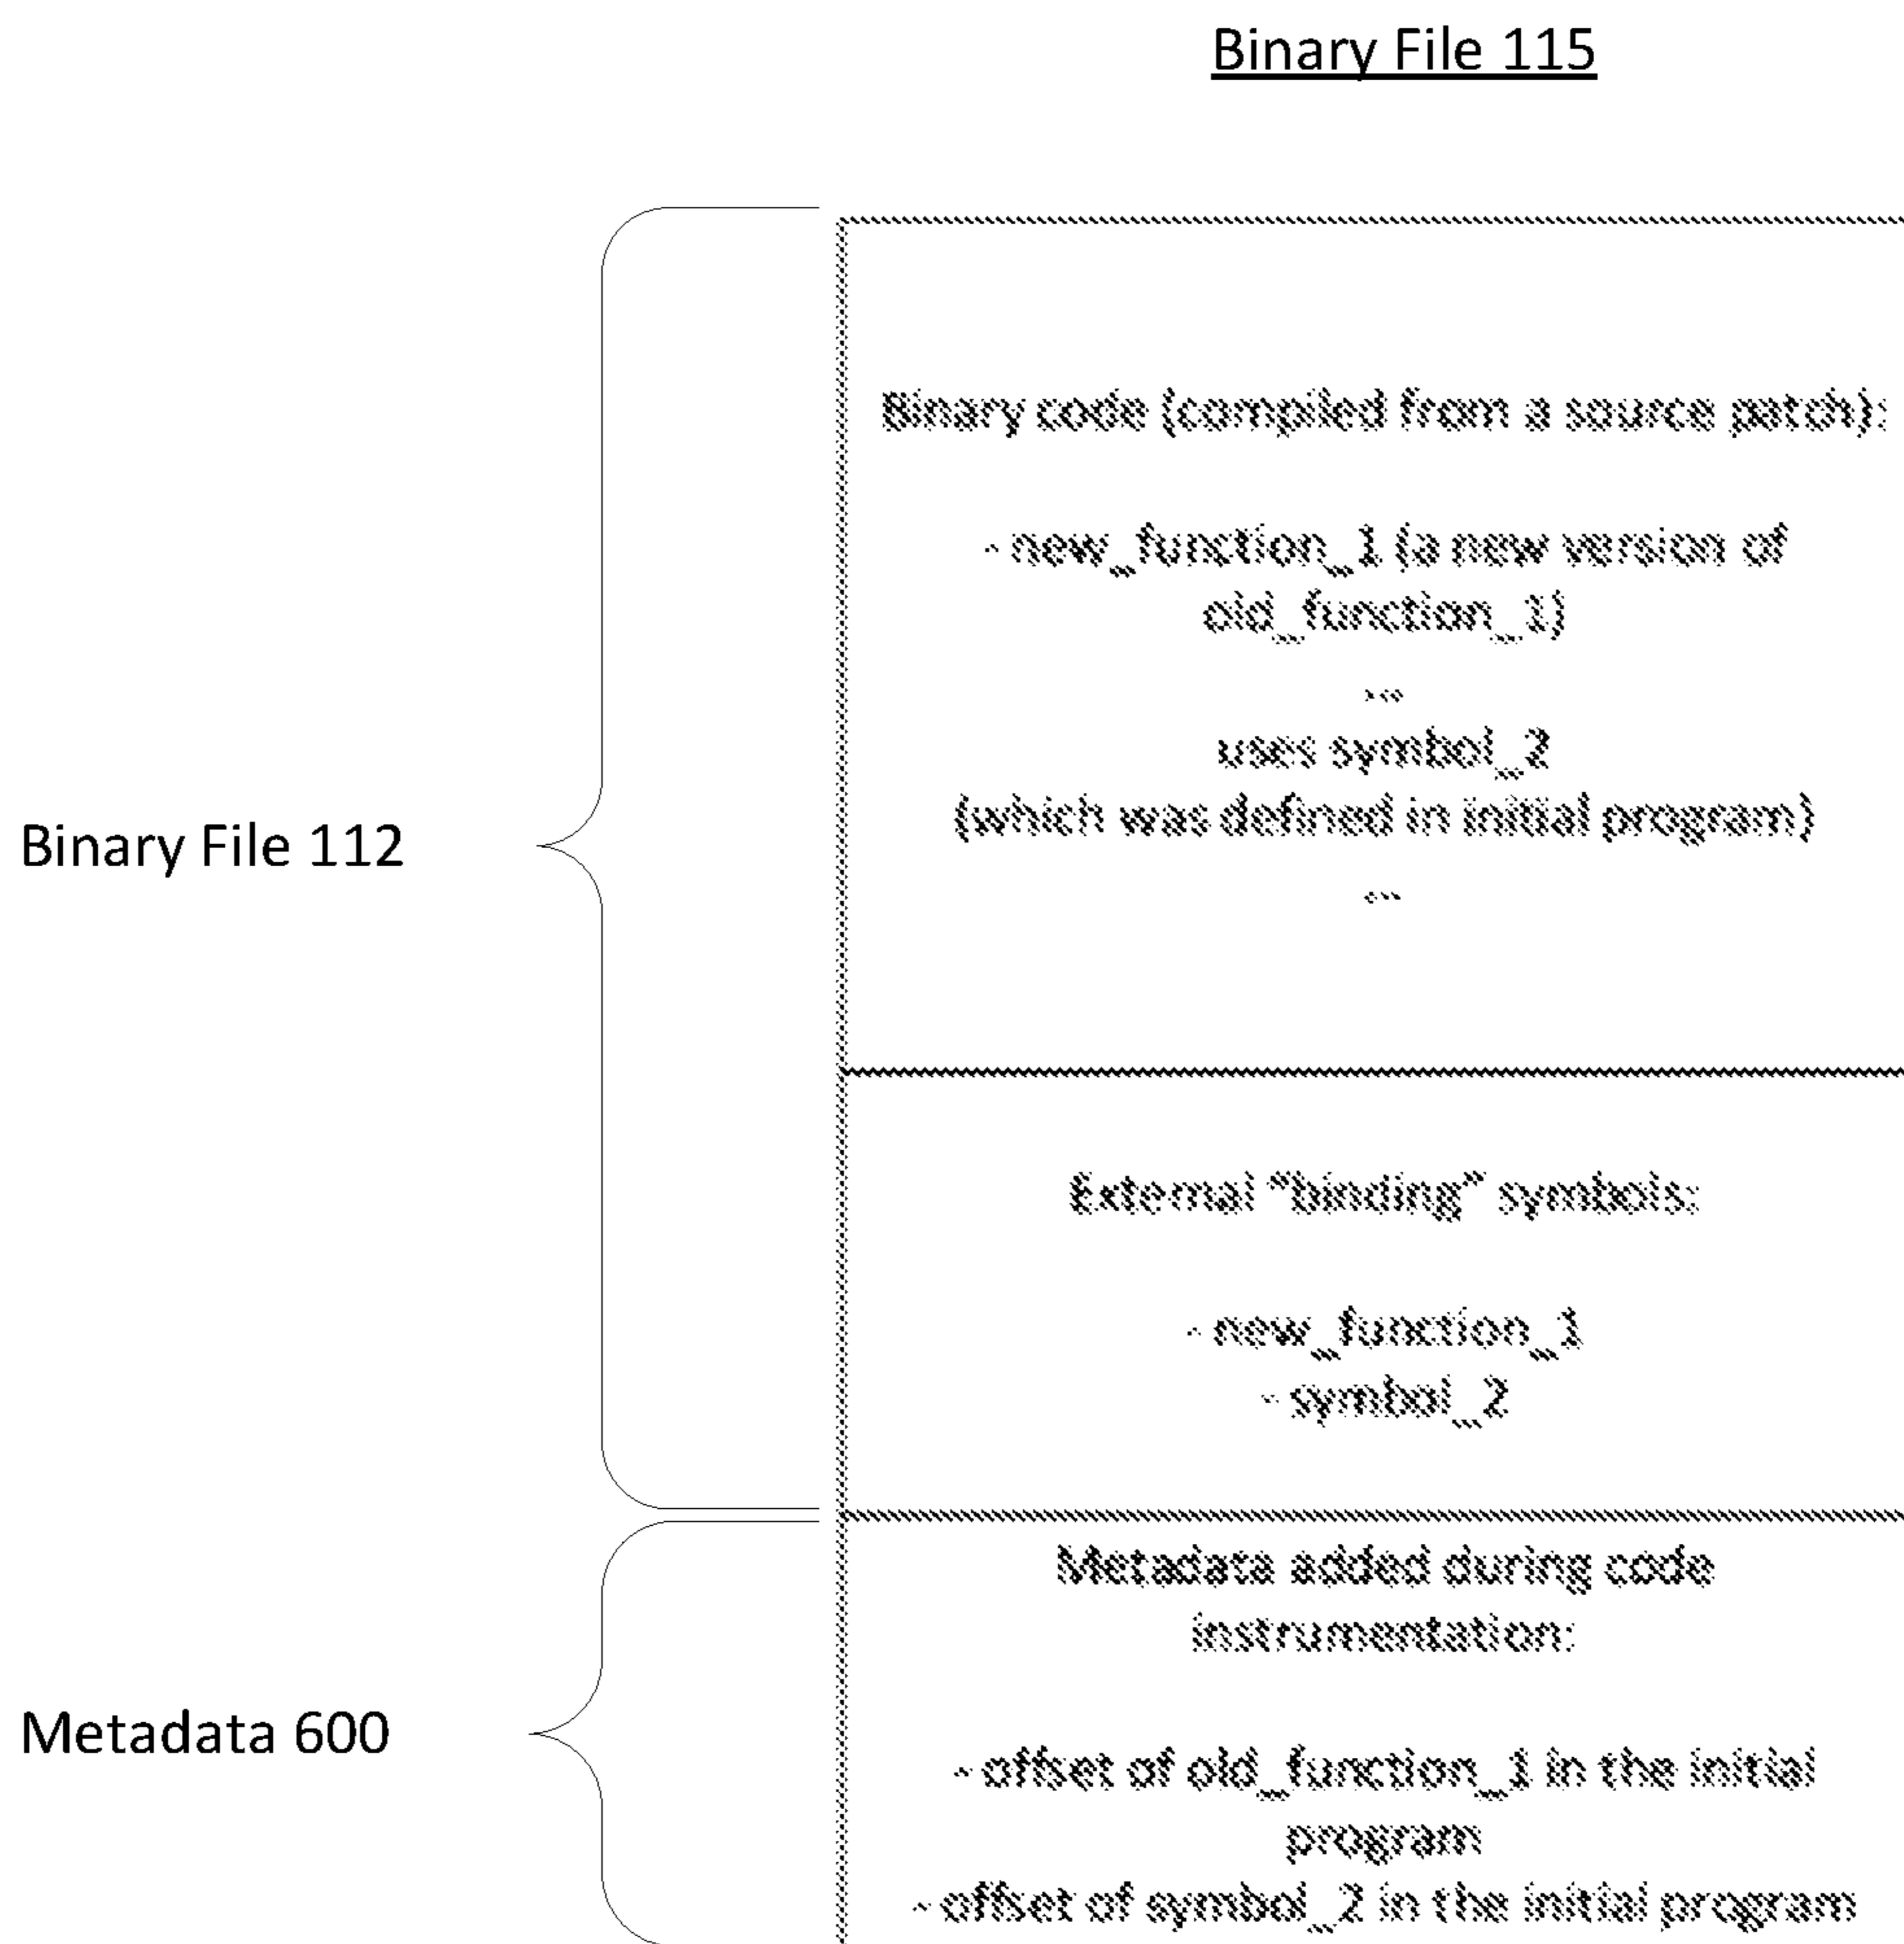 Binary File 115
Binary code (compiled from a source patch):
- new_function_1 (a new version of
old_function_1)
...
uses symbol_2
(which was defined in initial program)
...
Binary File 112
External "binding" symbols:
- new_function_1
- symbol_2
Metadata added during code
instrumentation:
Metadata 600
- offset of old_function_1 in the initial
program
- offset of symbol_2 in the initial program